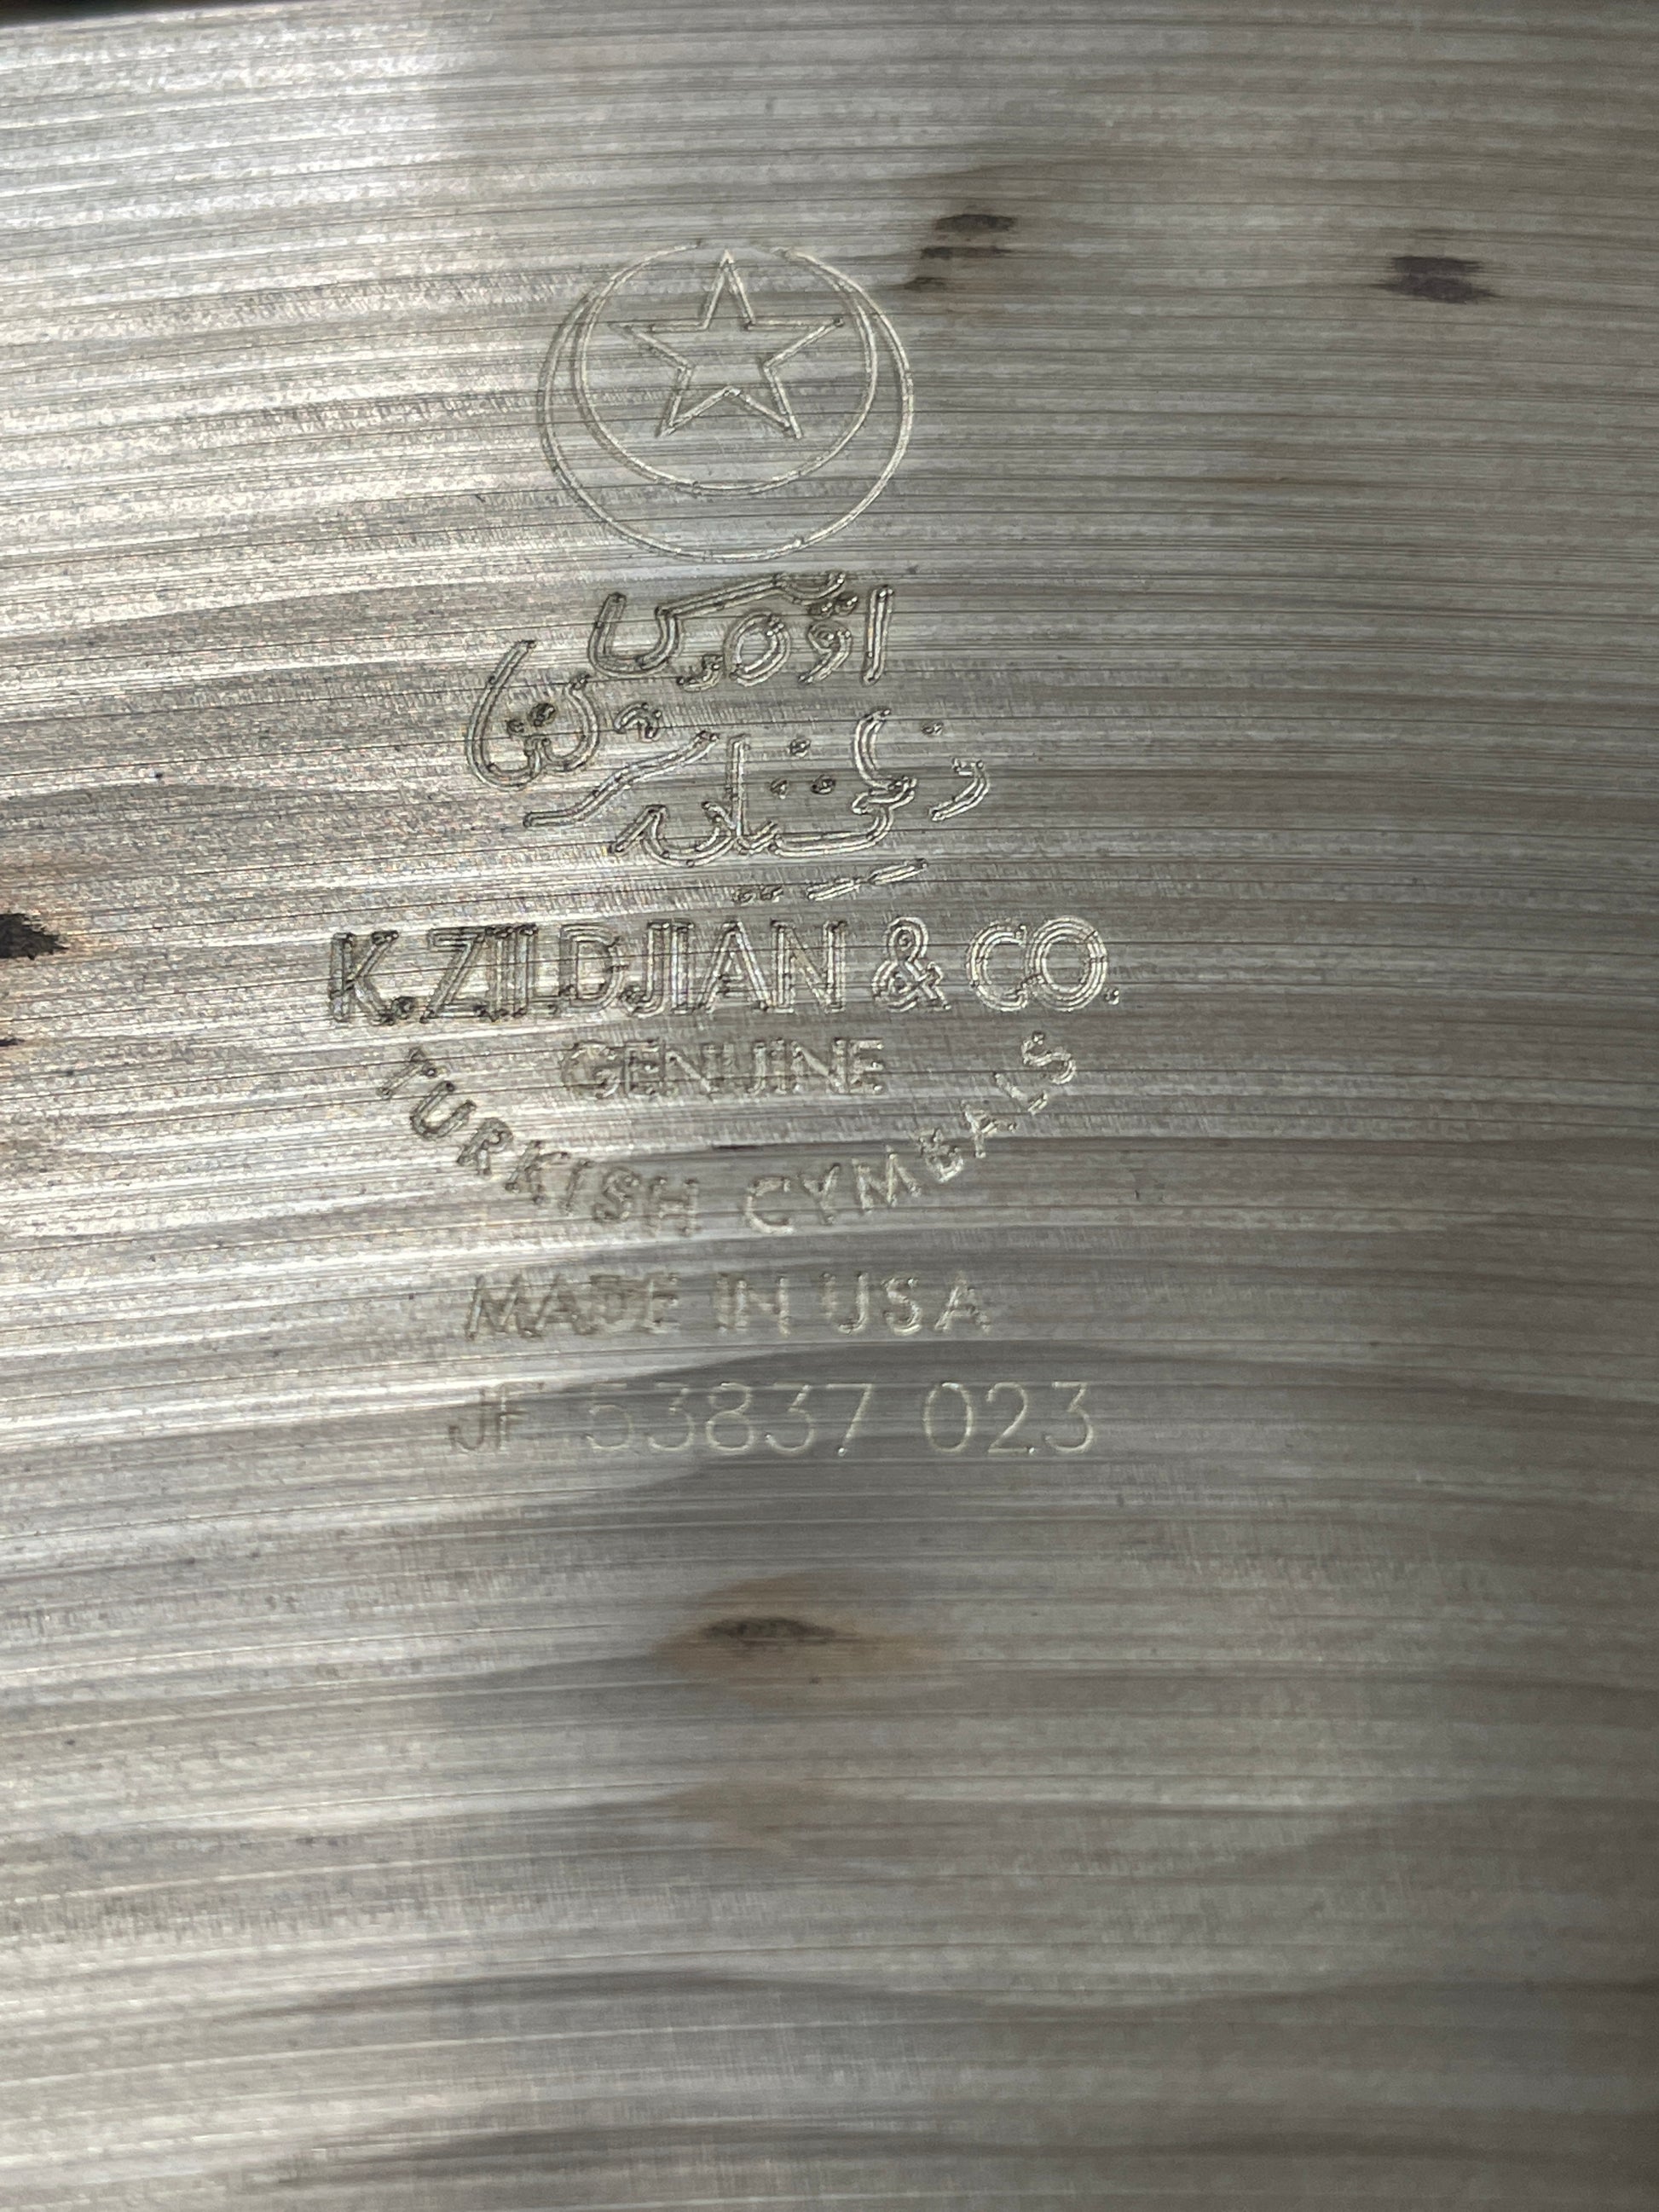 K. ZILDJIAN & CO.
GENUINE
TURKISH CYMBALS
MADE IN USA
JF 53837 023